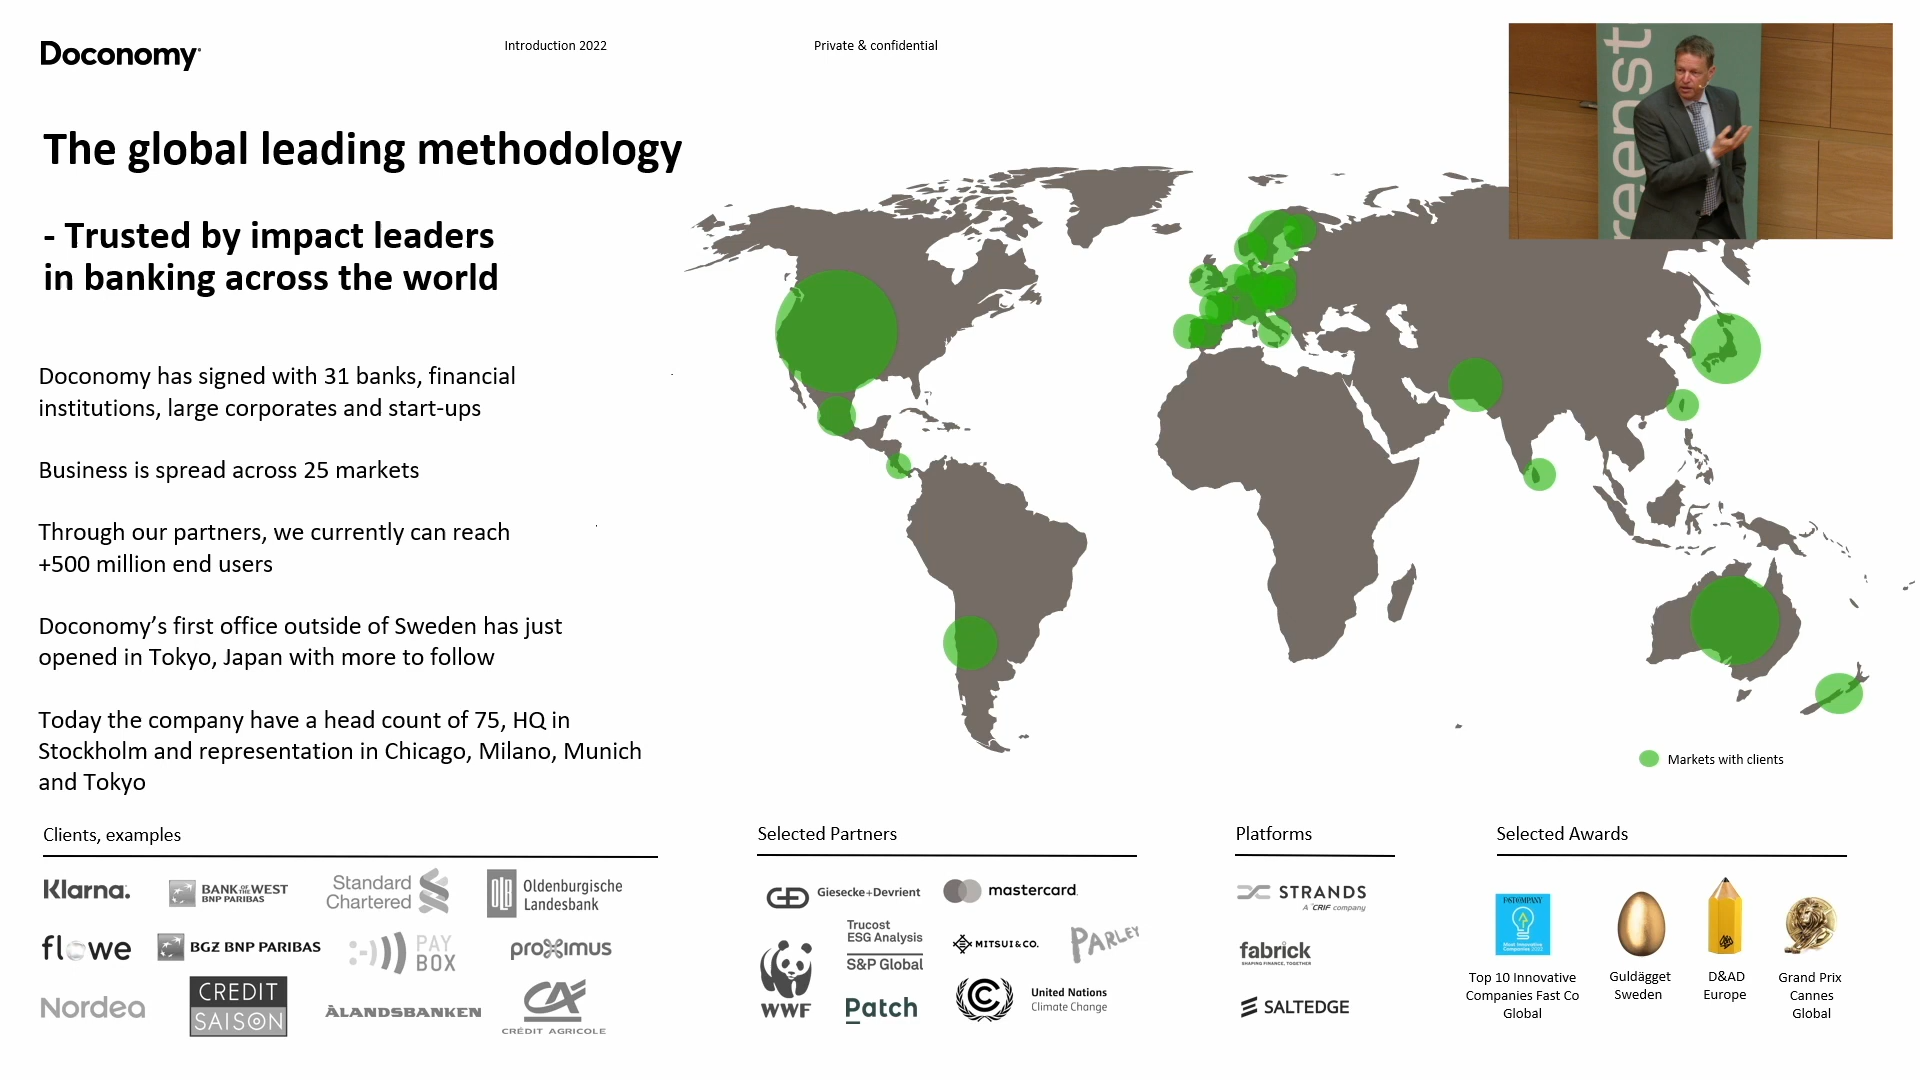 Doconomy
Introduction 2022
Private & confidential
reenst
The global leading methodology
- Trusted by impact leaders
in banking across the world
Doconomy has signed with 31 banks, financial
institutions, large corporates and start-ups
Business is spread across 25 markets
Through our partners, we currently can reach
+500 million end users
Doconomy’s first office outside of Sweden has just
opened in Tokyo, Japan with more to follow
Today the company have a head count of 75, HQ in
Stockholm and representation in Chicago, Milano, Munich
and Tokyo
Markets with clients
Clients, examples
Klarna.
BANK OF THE WEST
BNP PARIBAS
Standard
Chartered
OLB
Oldenburgische
Landesbank
flowe
BGZ BNP PARIBAS
PAY
BOX
proximus
Nordea
CREDIT
SAISON
ÅLANDSBANKEN
CA
CRÉDIT AGRICOLE
Selected Partners
GD
Giesecke+Devrient
mastercard
WWF
Trucost
ESG Analysis
S&P Global
MITSUI & CO.
PARLEY
Patch
United Nations
Climate Change
Platforms
STRANDS
A CRIF company
fabrick
SHAPING FINANCE, TOGETHER
SALTEDGE
Selected Awards
FAST COMPANY
Most Innovative
Top 10 Innovative
Companies Fast Co
Global
Guldägget
Sweden
D&AD
Europe
Grand Prix
Cannes
Global